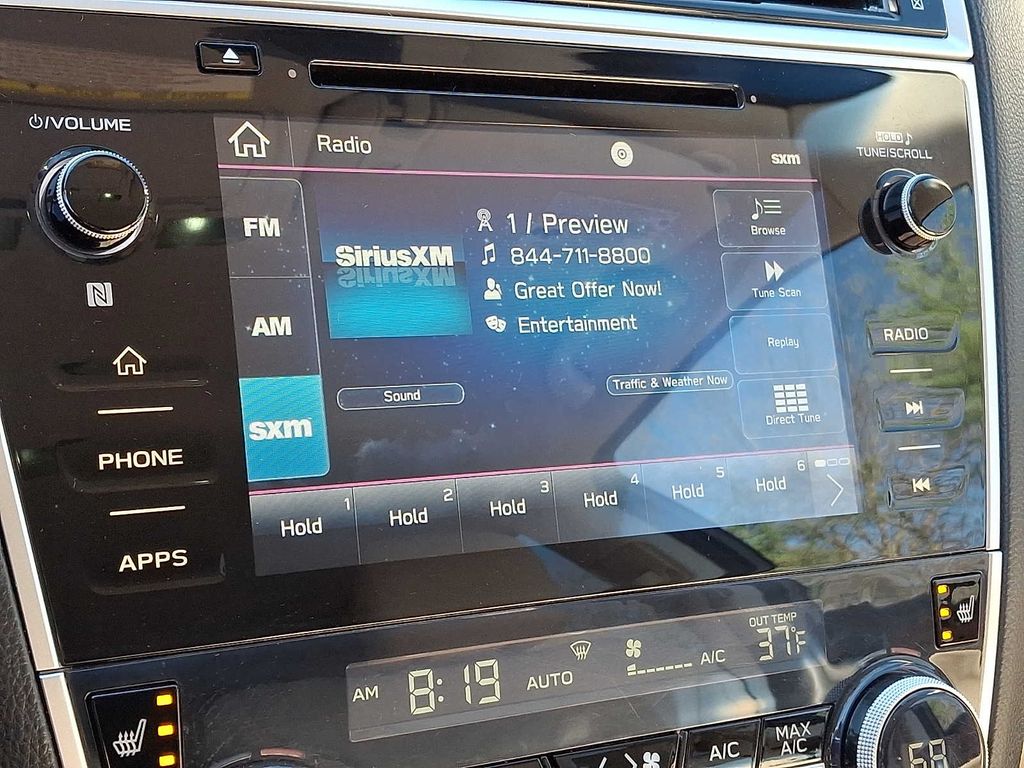 /VOLUME
HOLD
TUNE/SCROLL
Radio
sxm
FM
AM
sxm
SiriusXM
1 / Preview
844-711-8800
Great Offer Now!
Entertainment
Browse
Tune Scan
Replay
Direct Tune
Sound
Traffic & Weather Now
1
Hold
2
Hold
3
Hold
4
Hold
5
Hold
6
Hold
N
PHONE
APPS
RADIO
AM 8:19
AUTO
A/C
OUT TEMP
37°F
A/C
MAX
A/C
68